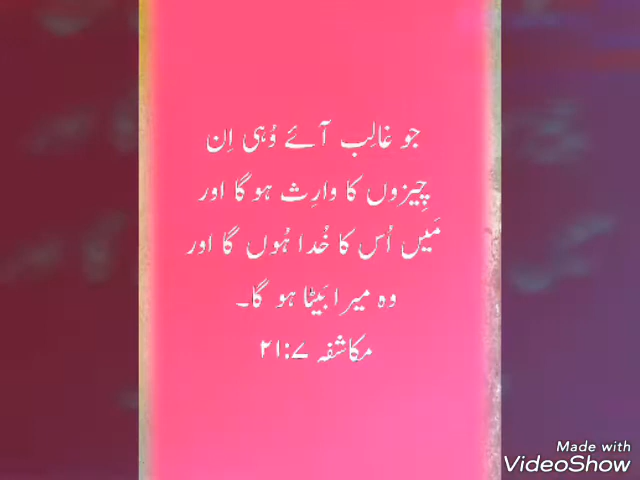 جو غالِب آئے وُہی اِن
چِیزوں کا وارِث ہو گا اور
مَیں اُس کا خُدا ہُوں گا اور
وہ میرا بَیٹا ہو گا۔
مکاشفہ ۲۱:۷
Made with
VideoShow